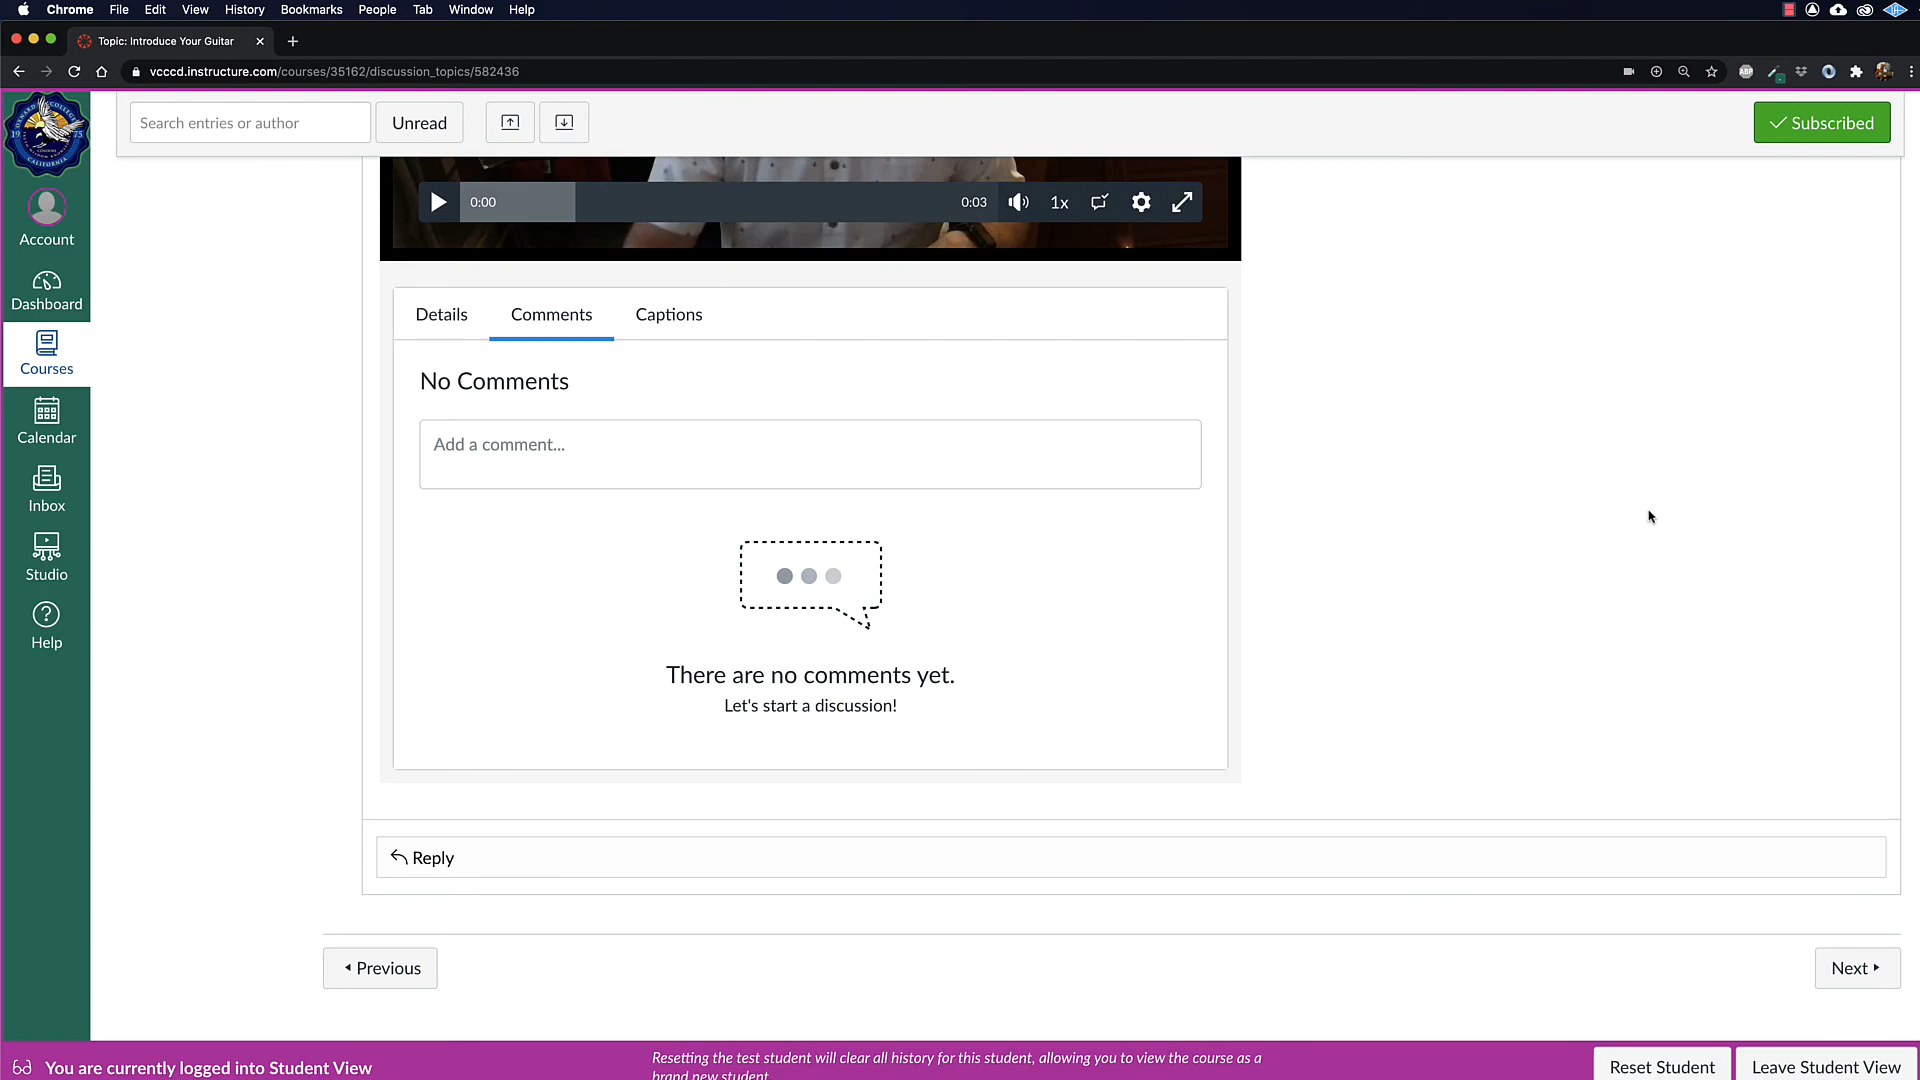 Chrome File Edit View History Bookmarks People Tab Window Help
Topic: Introduce Your Guitar
vcccd.instructure.com/courses/35162/discussion_topics/582436
Search entries or author Unread Subscribed
0:00 0:03 1x
Account
Dashboard
Courses
Calendar
Inbox
Studio
Help
Details Comments Captions
No Comments
Add a comment...
There are no comments yet.
Let's start a discussion!
Reply
Previous Next
You are currently logged into Student View
Resetting the test student will clear all history for this student, allowing you to view the course as a
brand new student.
Reset Student Leave Student View